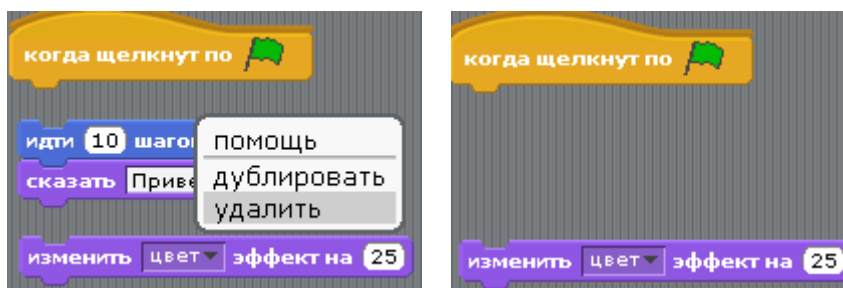 когда щелкнут по
идти 10 шагов
помощь
сказать Приве
дублировать
удалить
изменить цвет эффект на 25
когда щелкнут по
изменить цвет эффект на 25